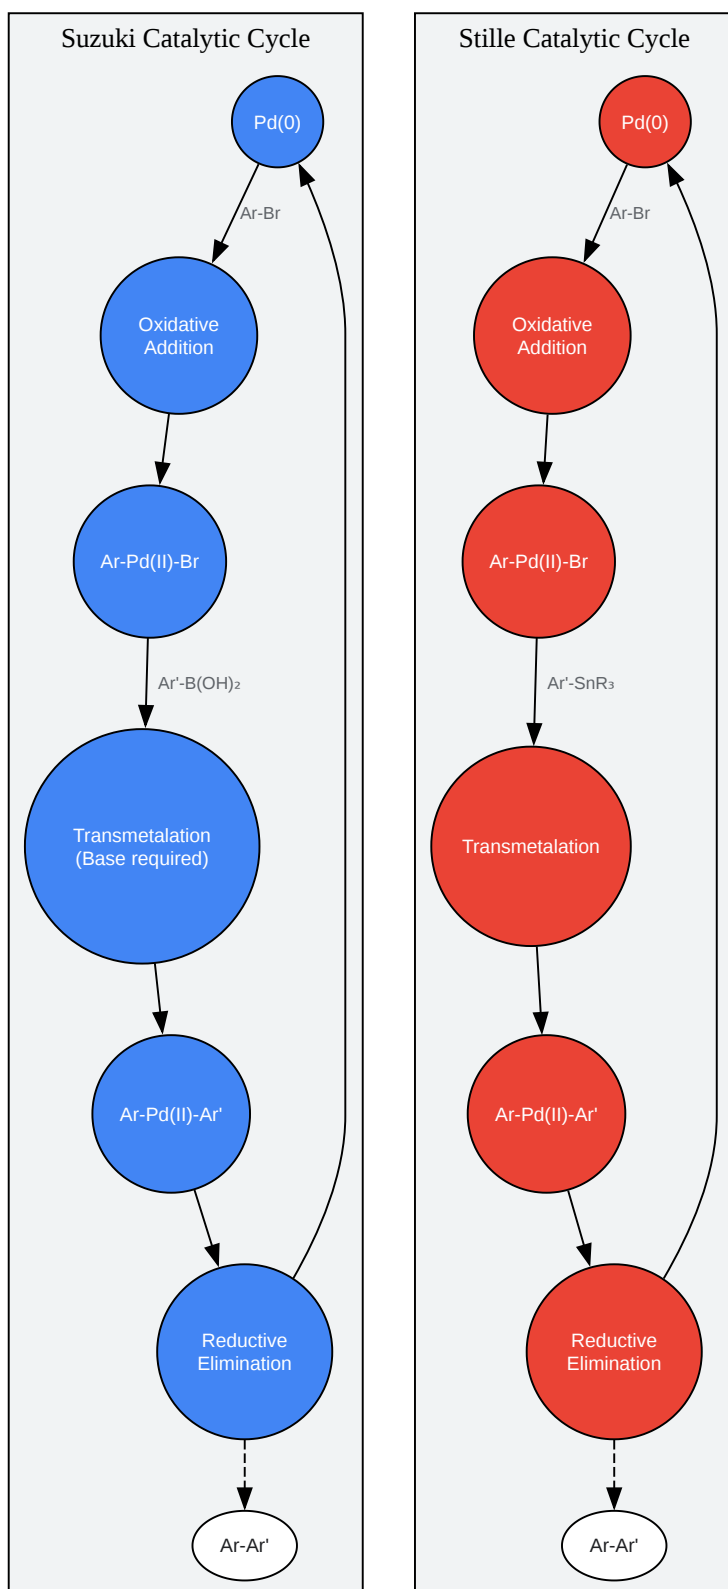 Suzuki Catalytic Cycle
Pd(0)
Ar-Br
Oxidative
Addition
Ar-Pd(II)-Br
Ar'-B(OH)₂
Transmetalation
(Base required)
Ar-Pd(II)-Ar'
Reductive
Elimination
Ar-Ar'
Stille Catalytic Cycle
Pd(0)
Ar-Br
Oxidative
Addition
Ar-Pd(II)-Br
Ar'-SnR₃
Transmetalation
Ar-Pd(II)-Ar'
Reductive
Elimination
Ar-Ar'